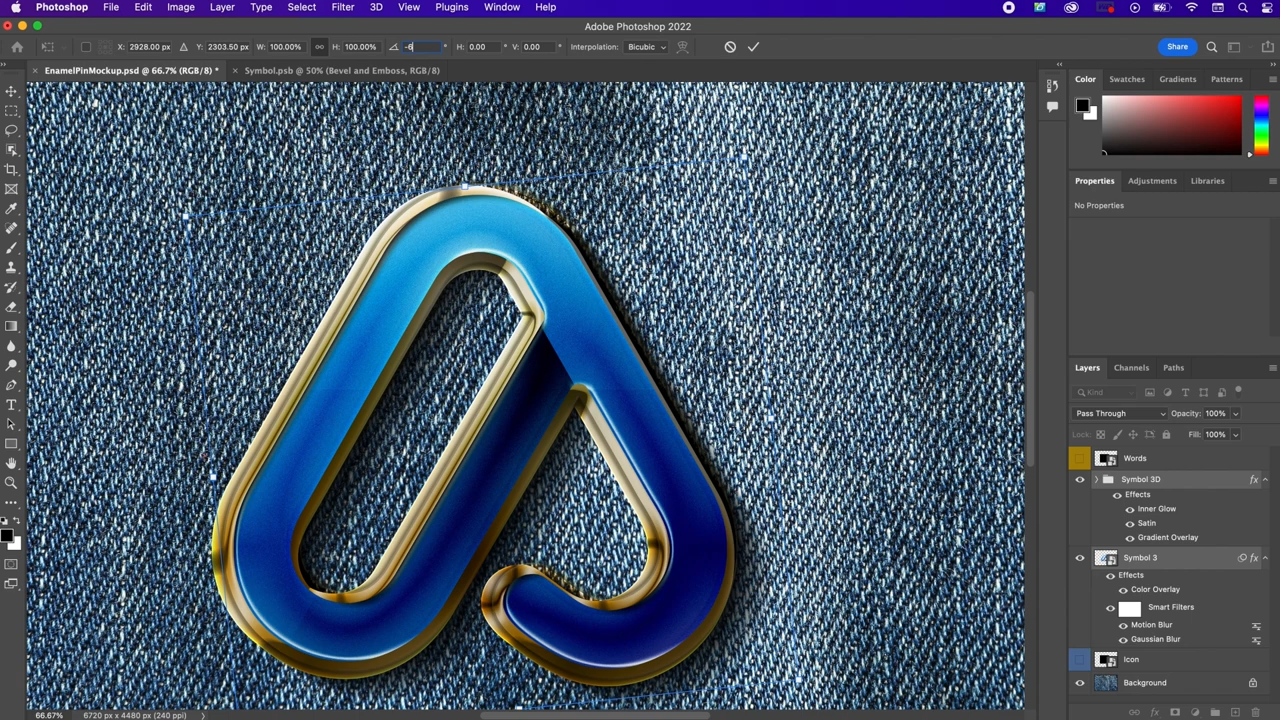 Photoshop File Edit Image Layer Type Select Filter 3D View Plugins Window Help
Adobe Photoshop 2022
X: 2928.00 px Y: 2303.50 px W: 100.00% H: 100.00% -6 ° H: 0.00 ° V: 0.00 ° Interpolation: Bicubic Share
× EnamelPinMockup.psd @ 66.7% (RGB/8) * × Symbol.psb @ 50% (Bevel and Emboss, RGB/8)
Color Swatches Gradients Patterns
Properties Adjustments Libraries
No Properties
Layers Channels Paths
Kind
Pass Through Opacity: 100%
Lock: Fill: 100%
Words
Symbol 3D fx
Effects
Inner Glow
Satin
Gradient Overlay
Symbol 3 fx
Effects
Color Overlay
Smart Filters
Motion Blur
Gaussian Blur
Icon
Background
66.67% 6720 px x 4480 px (240 ppi) fx